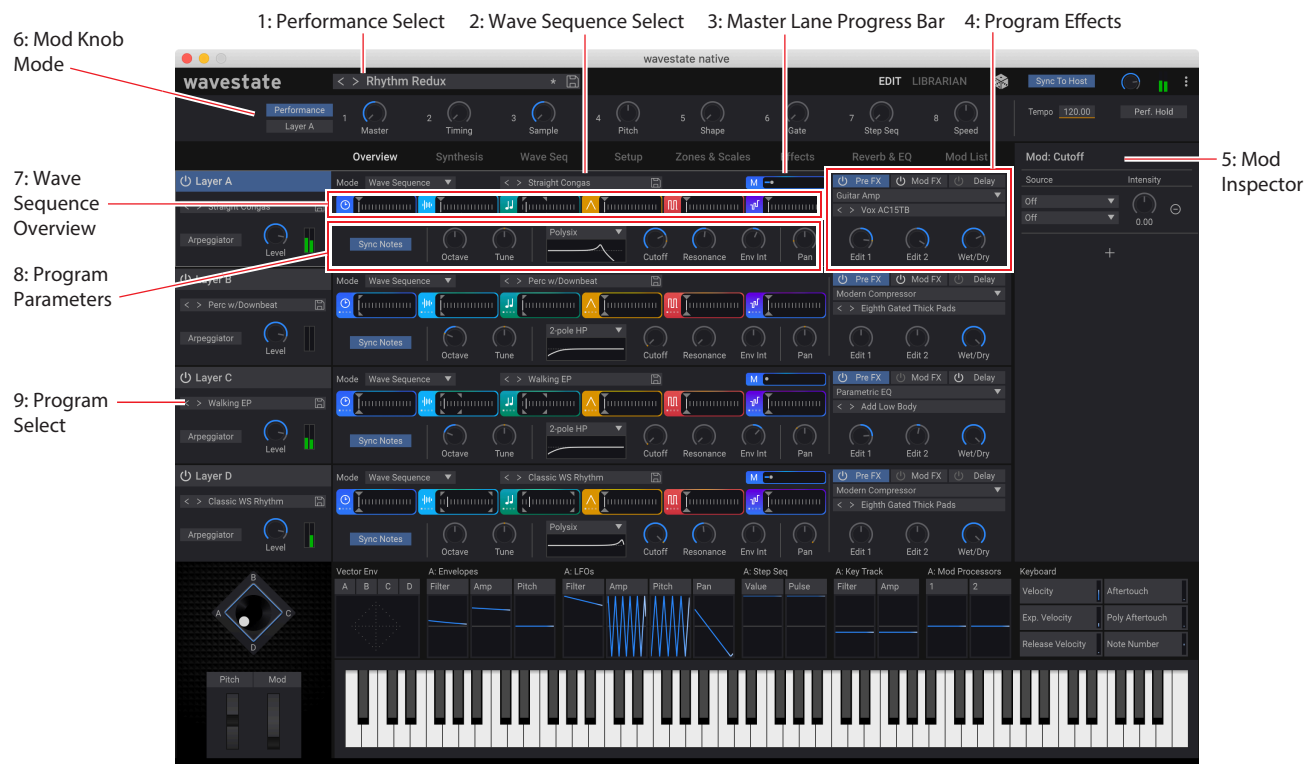 1: Performance Select
2: Wave Sequence Select
3: Master Lane Progress Bar
4: Program Effects
6: Mod Knob
Mode
wavestate native
wavestate
< > Rhythm Redux *
EDIT LIBRARIAN
Sync To Host
Performance
Layer A
1 Master
2 Timing
3 Sample
4 Pitch
5 Shape
6 Gate
7 Step Seq
8 Speed
Tempo 120.00
Perf. Hold
Overview Synthesis Wave Seq Setup Zones & Scales Effects Reverb & EQ Mod List
Mod: Cutoff
5: Mod
Inspector
Source Intensity
Off
Off
0.00
+
7: Wave
Sequence
Overview
8: Program
Parameters
9: Program
Select
Layer A
< > Straight Congas
Arpeggiator
Level
Mode Wave Sequence
< > Straight Congas
M
Sync Notes
Octave Tune
Polysix
Cutoff Resonance Env Int Pan
Pre FX Mod FX Delay
Guitar Amp
< > Vox AC15TB
Edit 1 Edit 2 Wet/Dry
Layer B
< > Perc w/Downbeat
Arpeggiator
Level
Mode Wave Sequence
< > Perc w/Downbeat
M
Sync Notes
Octave Tune
2-pole HP
Cutoff Resonance Env Int Pan
Pre FX Mod FX Delay
Modern Compressor
< > Eighth Gated Thick Pads
Edit 1 Edit 2 Wet/Dry
Layer C
< > Walking EP
Arpeggiator
Level
Mode Wave Sequence
< > Walking EP
M
Sync Notes
Octave Tune
2-pole HP
Cutoff Resonance Env Int Pan
Pre FX Mod FX Delay
Parametric EQ
< > Add Low Body
Edit 1 Edit 2 Wet/Dry
Layer D
< > Classic WS Rhythm
Arpeggiator
Level
Mode Wave Sequence
< > Classic WS Rhythm
M
Sync Notes
Octave Tune
Polysix
Cutoff Resonance Env Int Pan
Pre FX Mod FX Delay
Modern Compressor
< > Eighth Gated Thick Pads
Edit 1 Edit 2 Wet/Dry
B
A C
D
Pitch Mod
Vector Env
A B C D
A: Envelopes
Filter Amp Pitch
A: LFOs
Filter Amp Pitch Pan
A: Step Seq
Value Pulse
A: Key Track
Filter Amp
A: Mod Processors
1 2
Keyboard
Velocity Aftertouch
Exp. Velocity Poly Aftertouch
Release Velocity Note Number